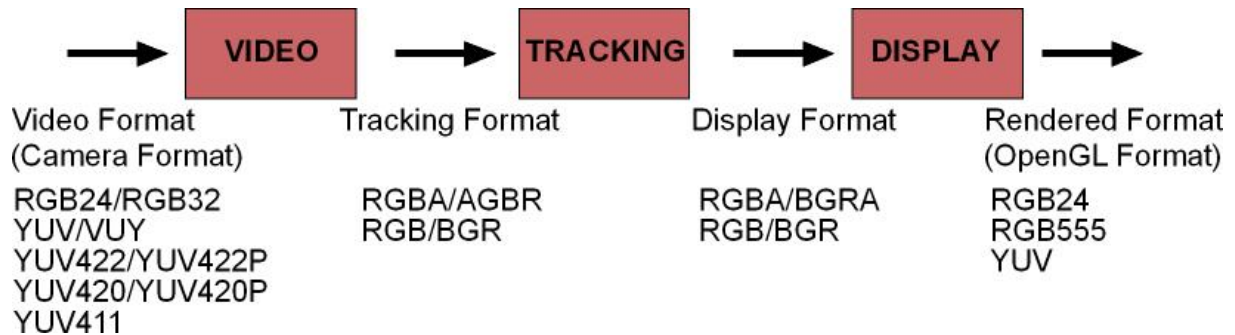 VIDEO
TRACKING
DISPLAY
Video Format
(Camera Format)
RGB24/RGB32
YUV/VUY
YUV422/YUV422P
YUV420/YUV420P
YUV411
Tracking Format
RGBA/AGBR
RGB/BGR
Display Format
RGBA/BGRA
RGB/BGR
Rendered Format
(OpenGL Format)
RGB24
RGB555
YUV